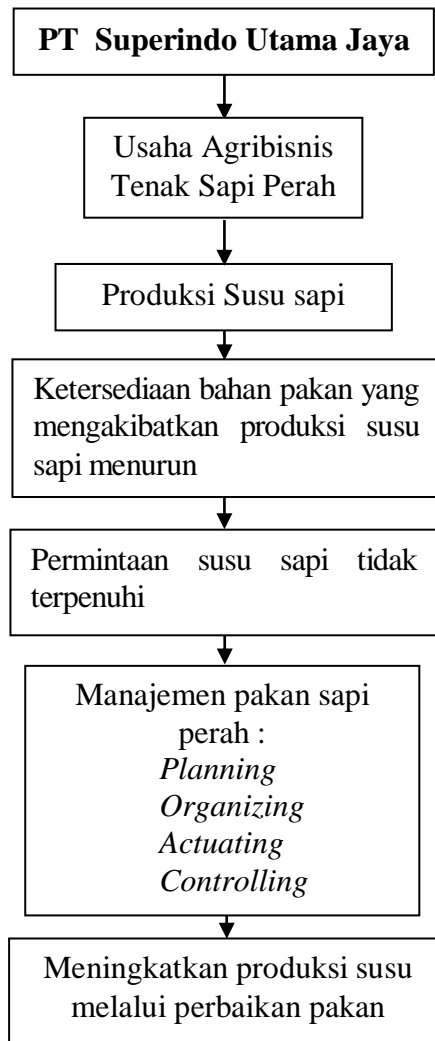 PT Superindo Utama Jaya
Usaha Agribisnis
Tenak Sapi Perah
Produksi Susu sapi
Ketersediaan bahan pakan yang
mengakibatkan produksi susu
sapi menurun
Permintaan susu sapi tidak
terpenuhi
Manajemen pakan sapi
perah :
Planning
Organizing
Actuating
Controlling
Meningkatkan produksi susu
melalui perbaikan pakan